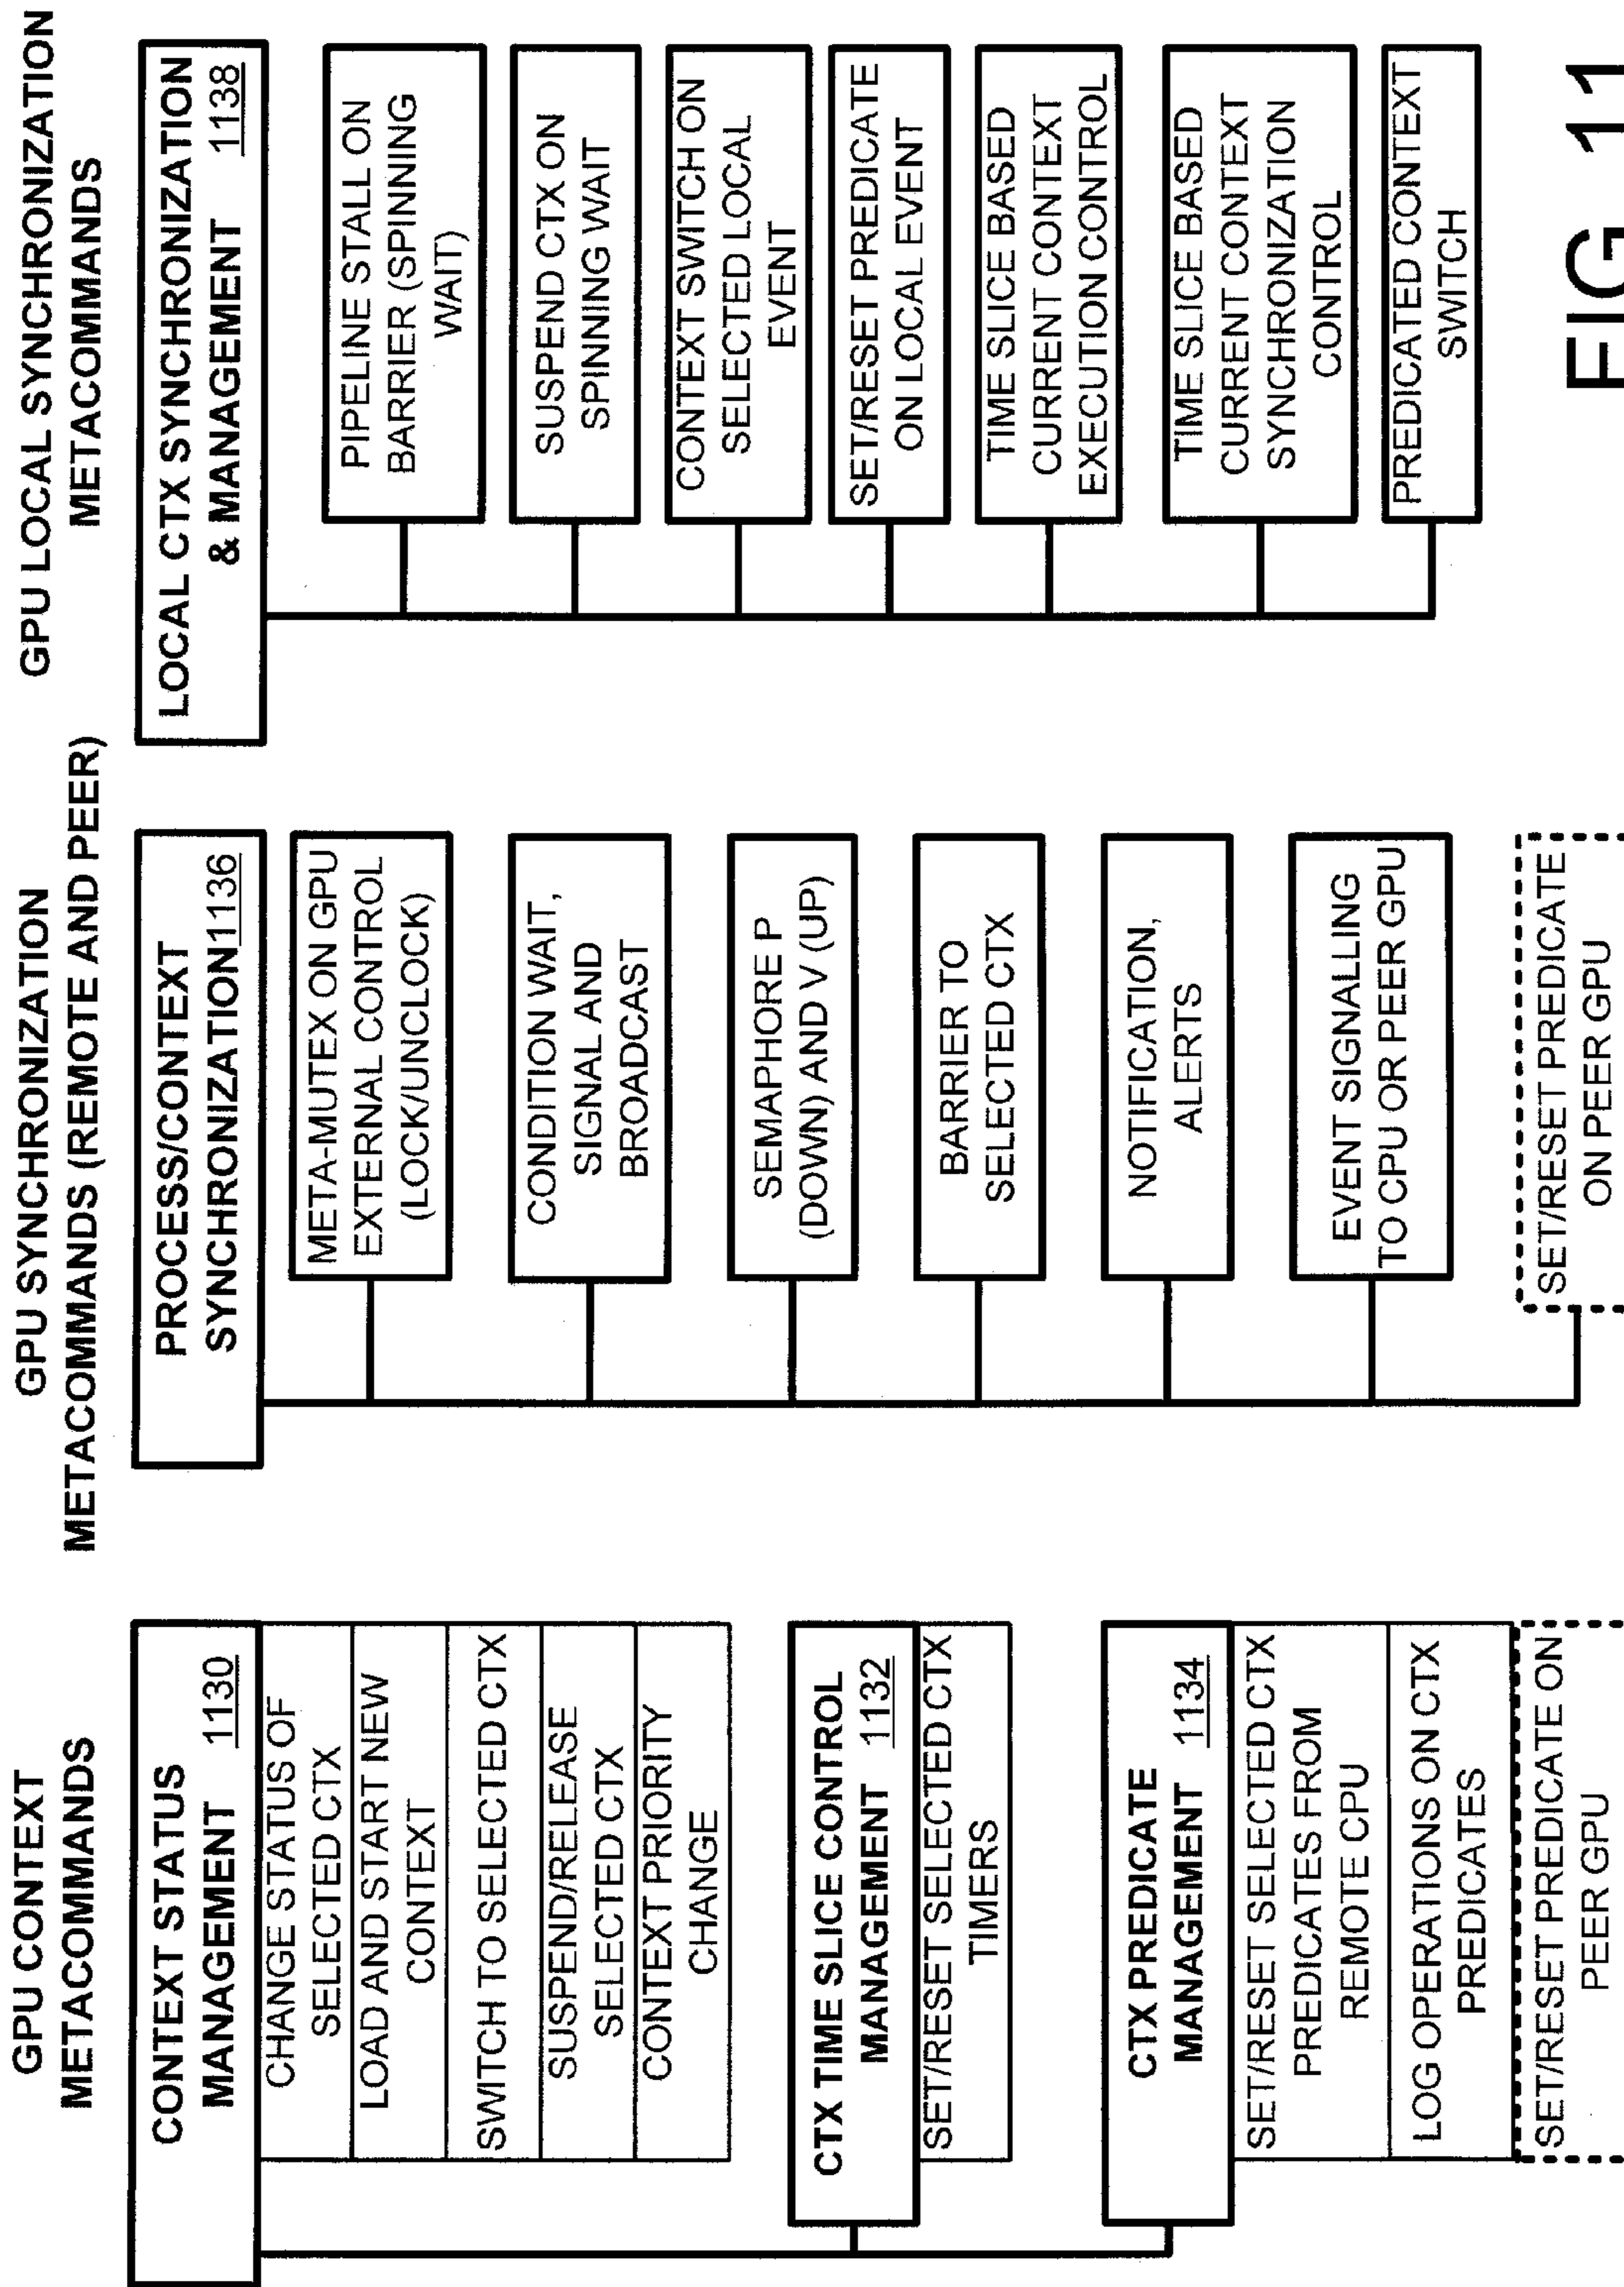 GPU CONTEXT
METACOMMANDS
CONTEXT STATUS
MANAGEMENT 1130
CHANGE STATUS OF
SELECTED CTX
LOAD AND START NEW
CONTEXT
SWITCH TO SELECTED CTX
SUSPEND/RELEASE
SELECTED CTX
CONTEXT PRIORITY
CHANGE
CTX TIME SLICE CONTROL
MANAGEMENT 1132
SET/RESET SELECTED CTX
TIMERS
CTX PREDICATE
MANAGEMENT 1134
SET/RESET SELECTED CTX
PREDICATES FROM
REMOTE CPU
LOG OPERATIONS ON CTX
PREDICATES
SET/RESET PREDICATE ON
PEER GPU
GPU SYNCHRONIZATION
METACOMMANDS (REMOTE AND PEER)
PROCESS/CONTEXT
SYNCHRONIZATION 1136
META-MUTEX ON GPU
EXTERNAL CONTROL
(LOCK/UNCLOCK)
CONDITION WAIT,
SIGNAL AND
BROADCAST
SEMAPHORE P
(DOWN) AND V (UP)
BARRIER TO
SELECTED CTX
NOTIFICATION,
ALERTS
EVENT SIGNALLING
TO CPU OR PEER GPU
SET/RESET PREDICATE
ON PEER GPU
GPU LOCAL SYNCHRONIZATION
METACOMMANDS
LOCAL CTX SYNCHRONIZATION
& MANAGEMENT 1138
PIPELINE STALL ON
BARRIER (SPINNING
WAIT)
SUSPEND CTX ON
SPINNING WAIT
CONTEXT SWITCH ON
SELECTED LOCAL
EVENT
SET/RESET PREDICATE
ON LOCAL EVENT
TIME SLICE BASED
CURRENT CONTEXT
EXECUTION CONTROL
TIME SLICE BASED
CURRENT CONTEXT
SYNCHRONIZATION
CONTROL
PREDICATED CONTEXT
SWITCH
FIG 11